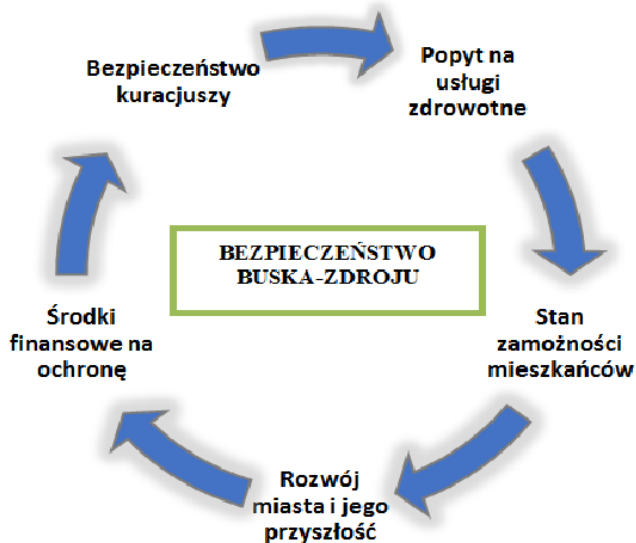 Bezpieczeństwo
kuracjuszy
Popyt na
usługi
zdrowotne
BEZPIECZEŃSTWO
BUSKA-ZDROJU
Środki
finansowe na
ochronę
Stan
zamożności
mieszkańców
Rozwój
miasta i jego
przyszłość